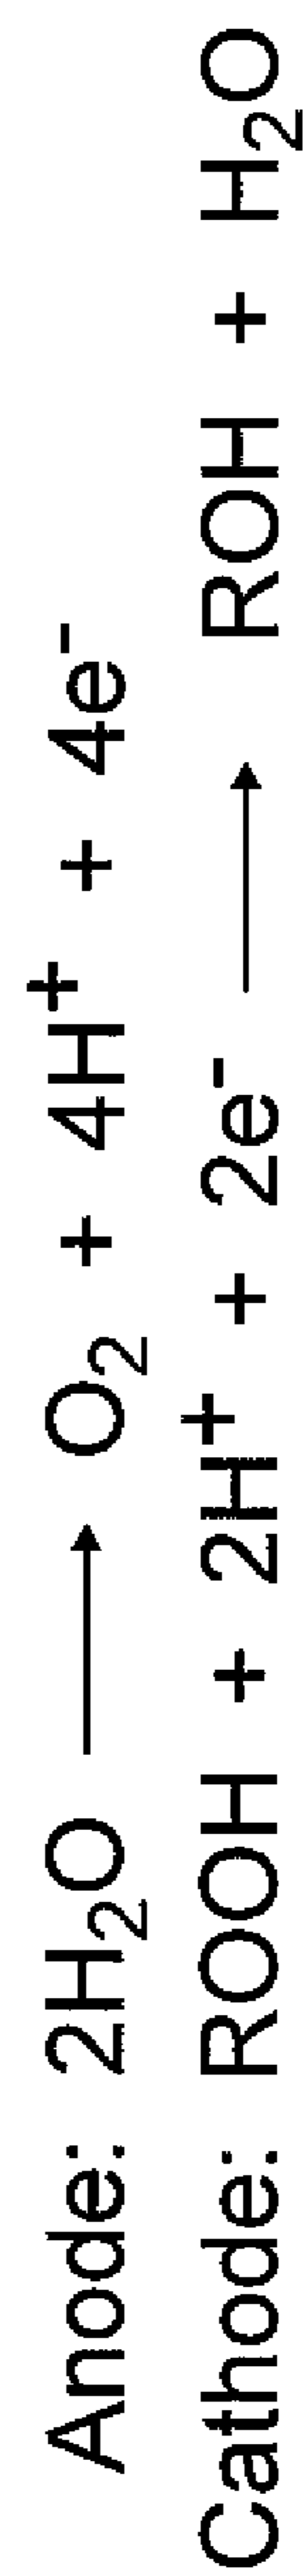 Anode: 2H₂O ⟶ O₂ + 4H⁺ + 4e⁻
Cathode: ROOH + 2H⁺ + 2e⁻ ⟶ ROH + H₂O